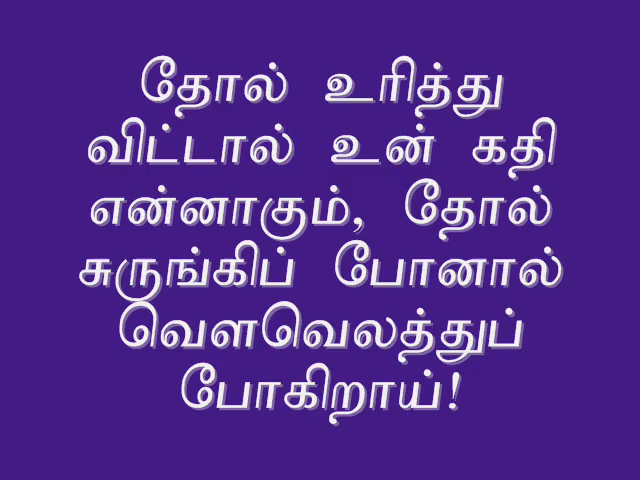 தோல் உரித்து
விட்டால் உன் கதி
என்னாகும், தோல்
சுருங்கிப் போனால்
வெளவெலத்துப்
போகிறாய்!